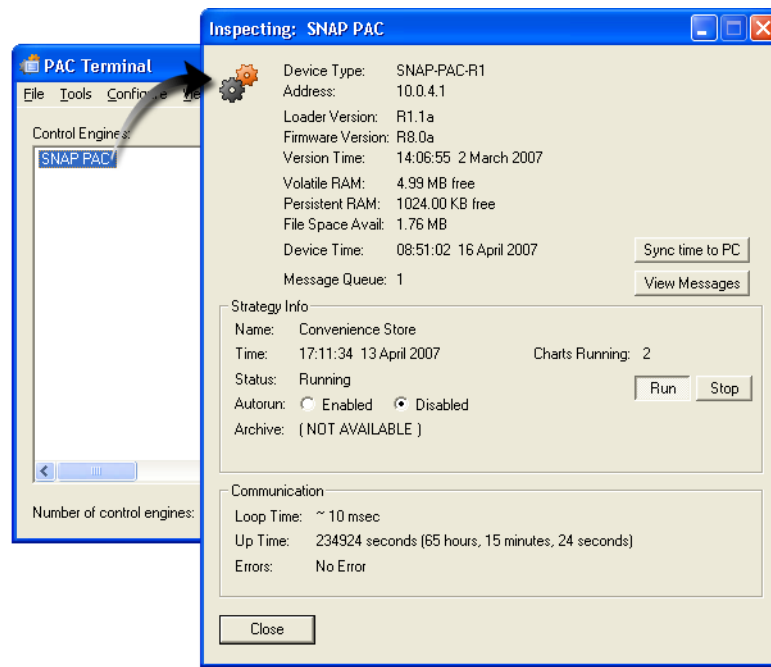 PAC Terminal
File Tools Configure
Control Engines:
SNAP PAC
Number of control engines:
Inspecting: SNAP PAC
Device Type: SNAP-PAC-R1
Address: 10.0.4.1
Loader Version: R1.1a
Firmware Version: R8.0a
Version Time: 14:06:55 2 March 2007
Volatile RAM: 4.99 MB free
Persistent RAM: 1024.00 KB free
File Space Avail: 1.76 MB
Device Time: 08:51:02 16 April 2007 Sync time to PC
Message Queue: 1 View Messages
Strategy Info
Name: Convenience Store
Time: 17:11:34 13 April 2007 Charts Running: 2
Status: Running Run Stop
Autorun: Enabled Disabled
Archive: ( NOT AVAILABLE )
Communication
Loop Time: ~ 10 msec
Up Time: 234924 seconds (65 hours, 15 minutes, 24 seconds)
Errors: No Error
Close